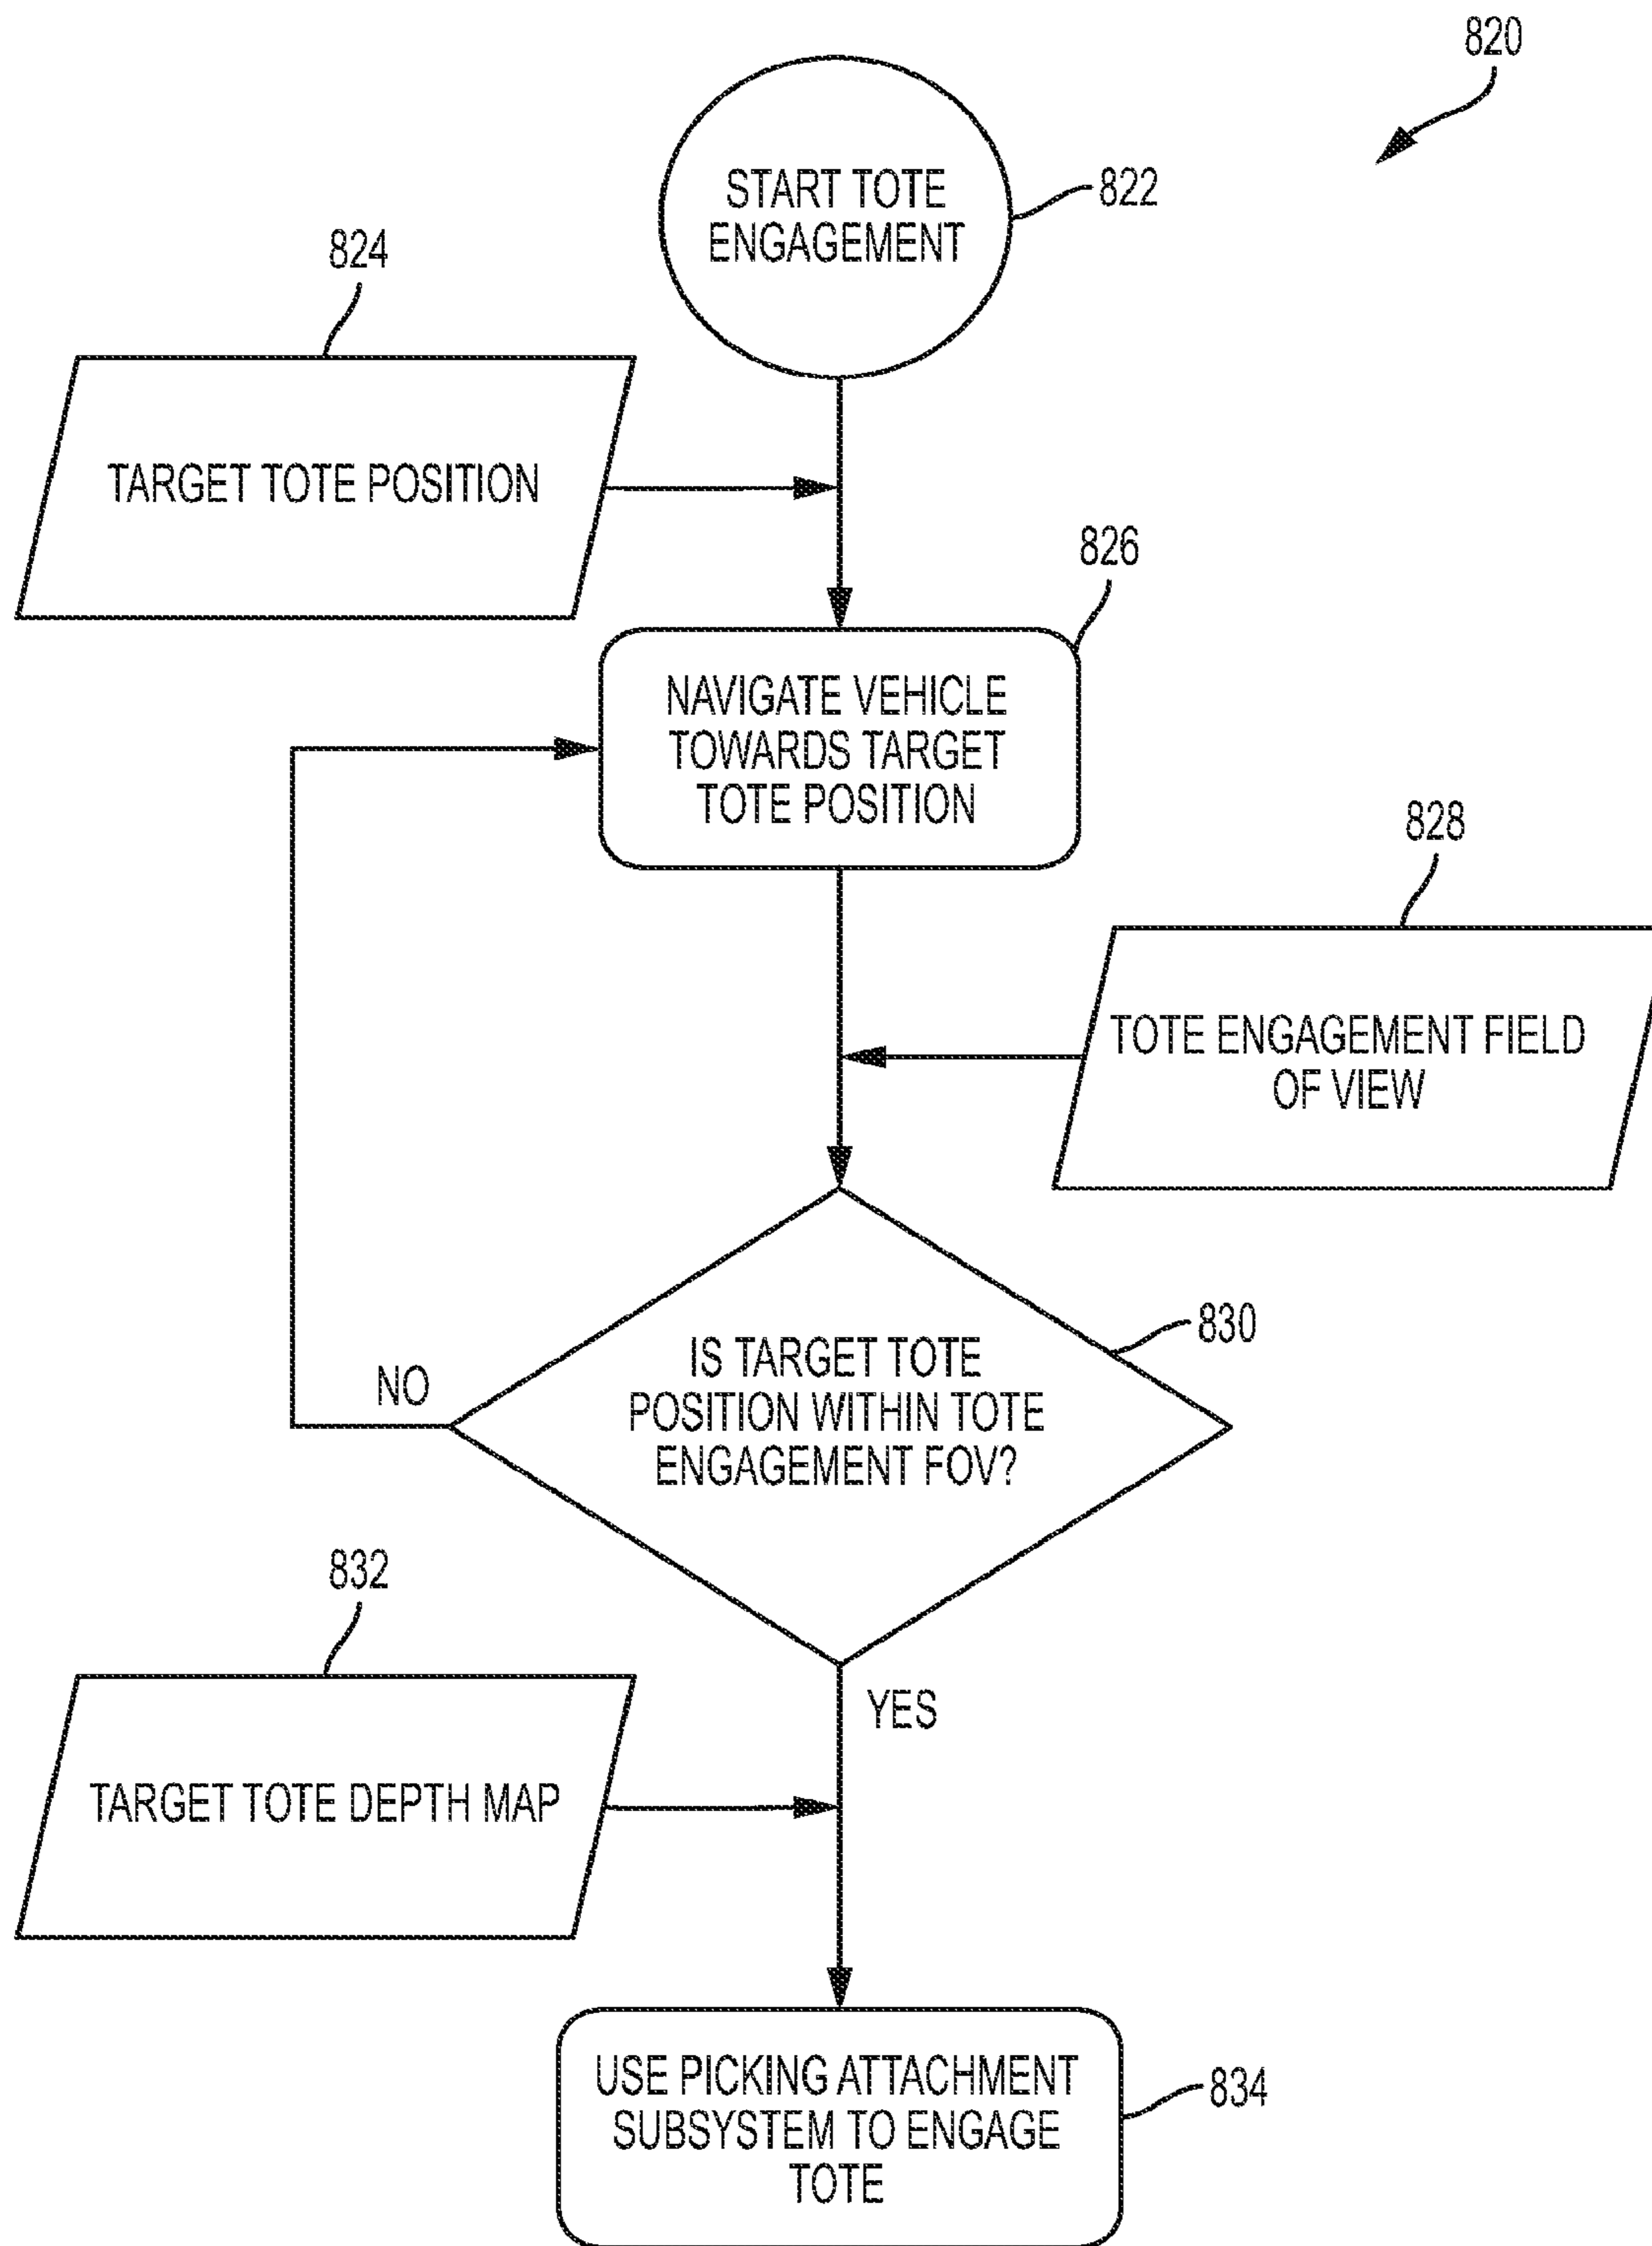 820
START TOTE
ENGAGEMENT
822
824
TARGET TOTE POSITION
826
NAVIGATE VEHICLE
TOWARDS TARGET
TOTE POSITION
828
TOTE ENGAGEMENT FIELD
OF VIEW
830
IS TARGET TOTE
POSITION WITHIN TOTE
ENGAGEMENT FOV?
NO
832
YES
TARGET TOTE DEPTH MAP
USE PICKING ATTACHMENT
SUBSYSTEM TO ENGAGE
TOTE
834